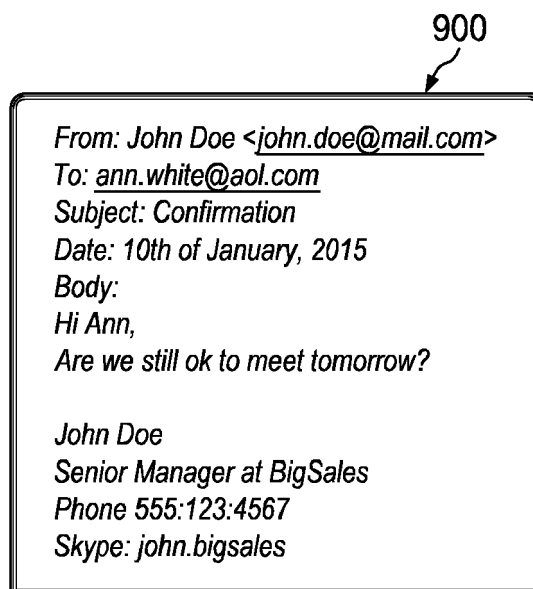 900
From: John Doe <john.doe@mail.com>
To: ann.white@aol.com
Subject: Confirmation
Date: 10th of January, 2015
Body:
Hi Ann,
Are we still ok to meet tomorrow?
John Doe
Senior Manager at BigSales
Phone 555:123:4567
Skype: john.bigsales